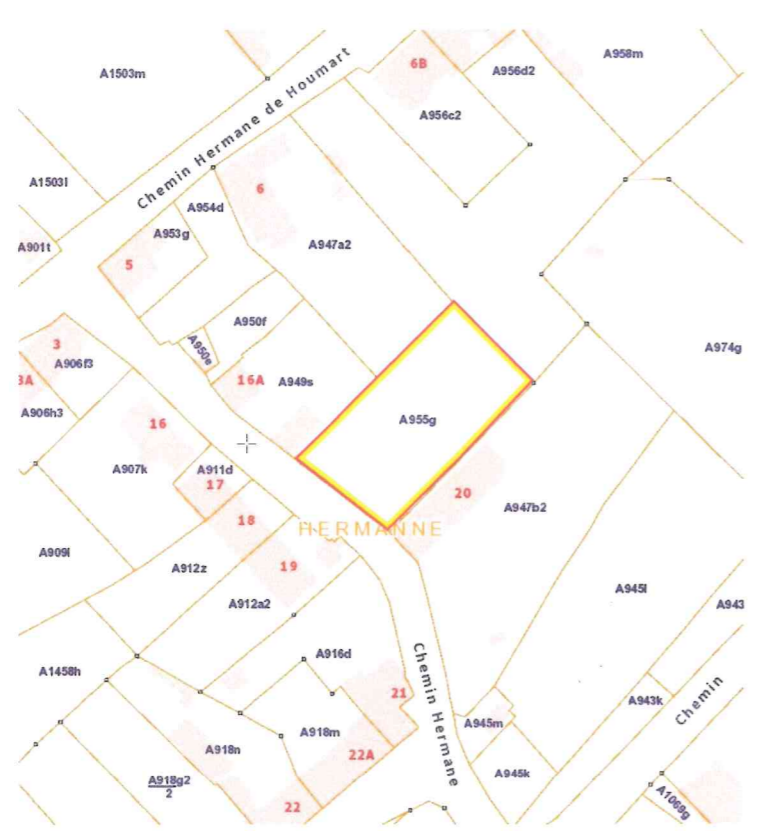 A1503m
A958m
6B
A956d2
A956c2
Chemin Hermane de Houmart
A1503l
6
A954d
A953g
A901t
A947a2
5
A950f
A950e
3
A906f3
A974g
3A
16A
A949s
A906h3
A955g
16
A907k
A911d
17
20
A947b2
18
HERMANNE
A909l
A912z
19
A945l
A912a2
A943
A916d
A1458h
21
Chemin Hermane
Chemin
A943k
A945m
A918m
A918n
22A
A945k
A918g2
2
22
A1069g